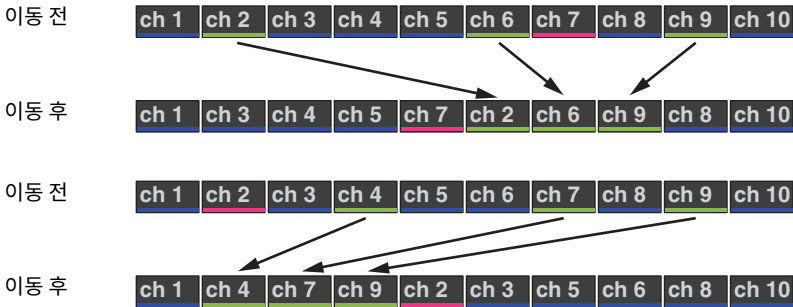 이동 전 ch 1 ch 2 ch 3 ch 4 ch 5 ch 6 ch 7 ch 8 ch 9 ch 10
이동 후 ch 1 ch 3 ch 4 ch 5 ch 7 ch 2 ch 6 ch 9 ch 8 ch 10
이동 전 ch 1 ch 2 ch 3 ch 4 ch 5 ch 6 ch 7 ch 8 ch 9 ch 10
이동 후 ch 1 ch 4 ch 7 ch 9 ch 2 ch 3 ch 5 ch 6 ch 8 ch 10